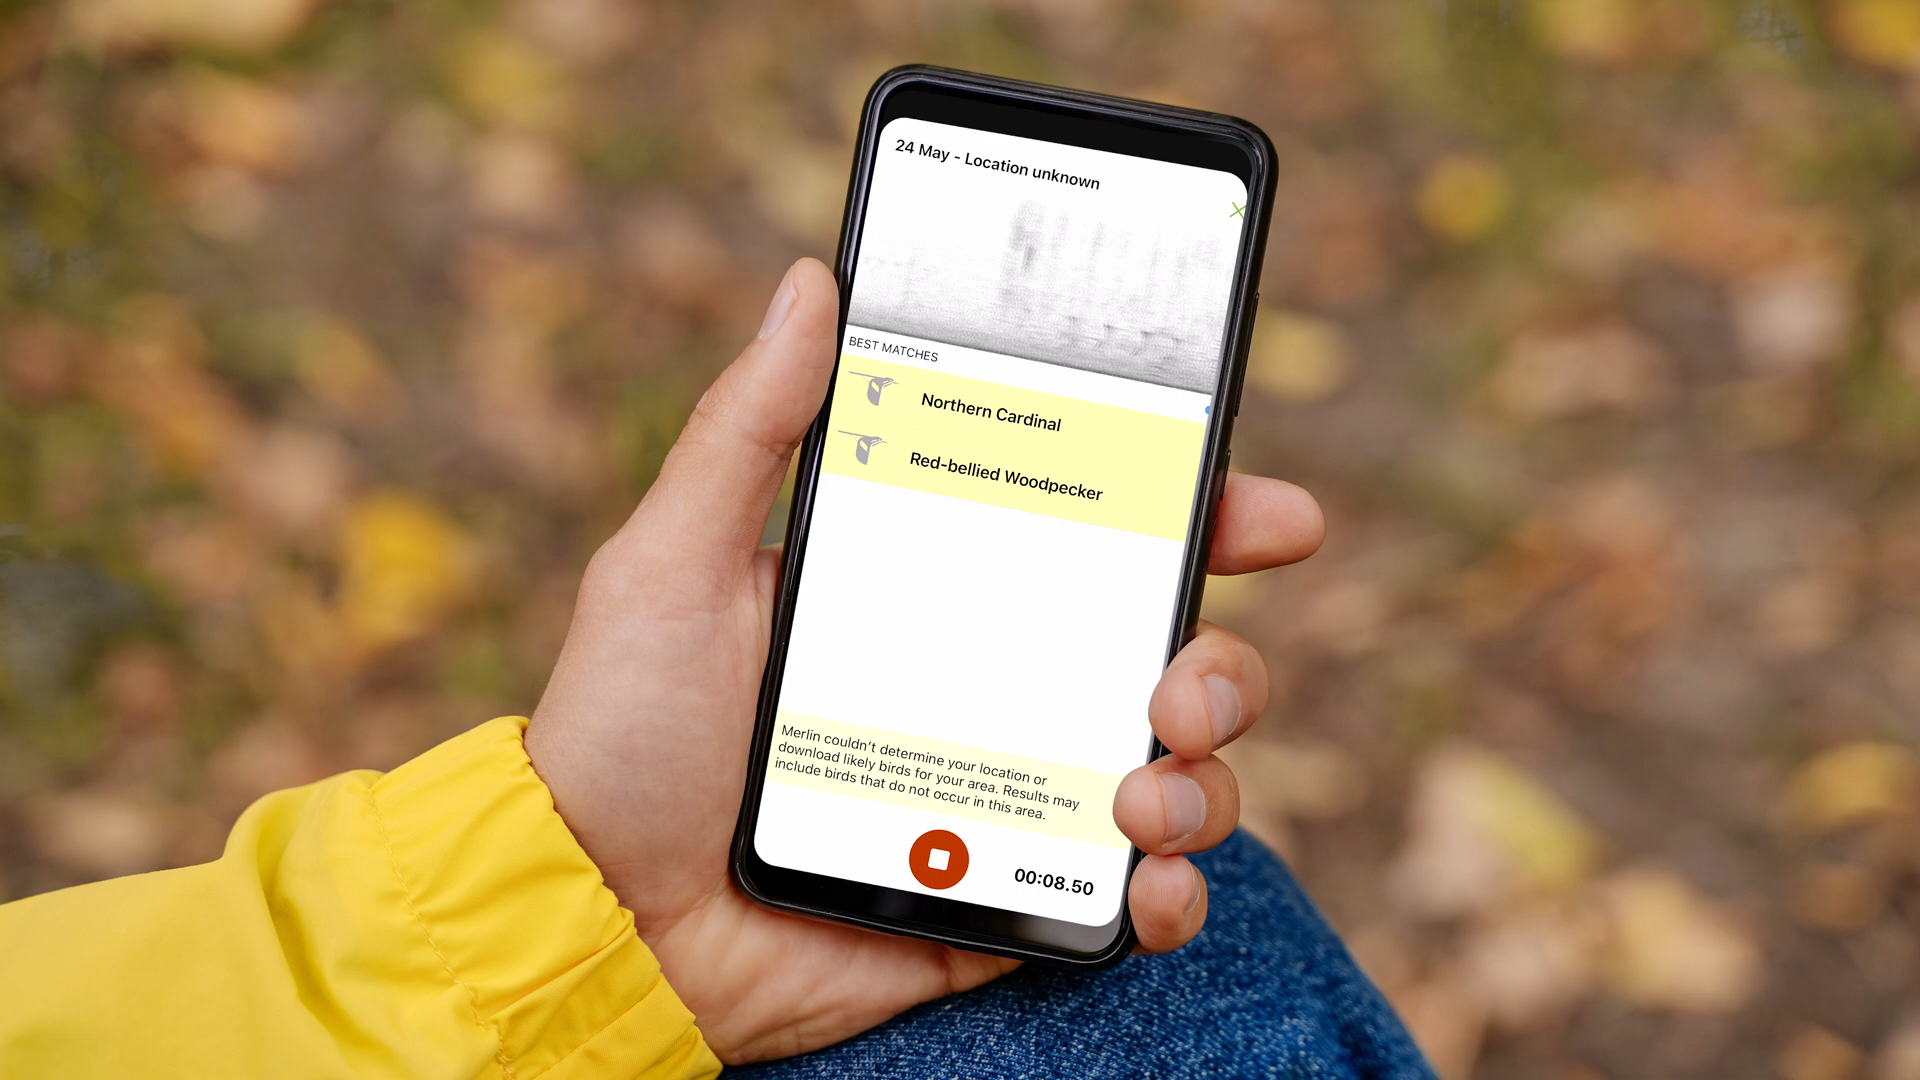 24 May - Location unknown
BEST MATCHES
Northern Cardinal
Red-bellied Woodpecker
Merlin couldn't determine your location or
download likely birds for your area. Results may
include birds that do not occur in this area.
00:08.50